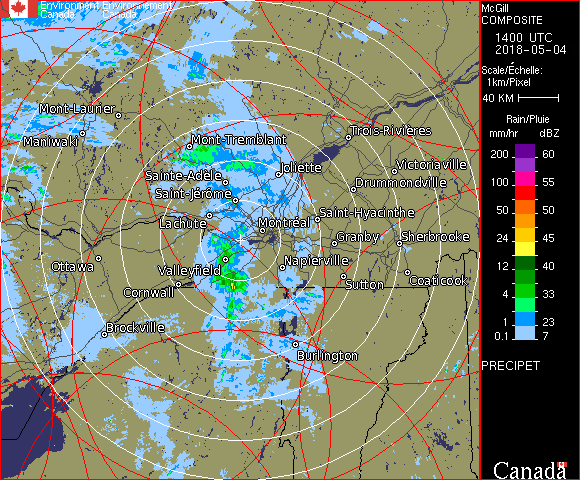 Environment Environnement
Canada Canada
McGill
COMPOSITE
1400 UTC
2018-05-04
Scale/Échelle:
1km/Pixel
40 KM
Rain/Pluie
mm/hr dBZ
200 60
100 55
50 50
24 45
12 40
4 33
1 23
0.1 7
PRECIPET
Canada
Mont-Laurier
Maniwaki
Mont-Tremblant
Trois-Rivières
Sainte-Adèle
Joliette
Victoriaville
Saint-Jérôme
Drummondville
Lachute
Montréal
Saint-Hyacinthe
Granby
Sherbrooke
Ottawa
Valleyfield
Napierville
Cornwall
Sutton
Coaticook
Brockville
Burlington